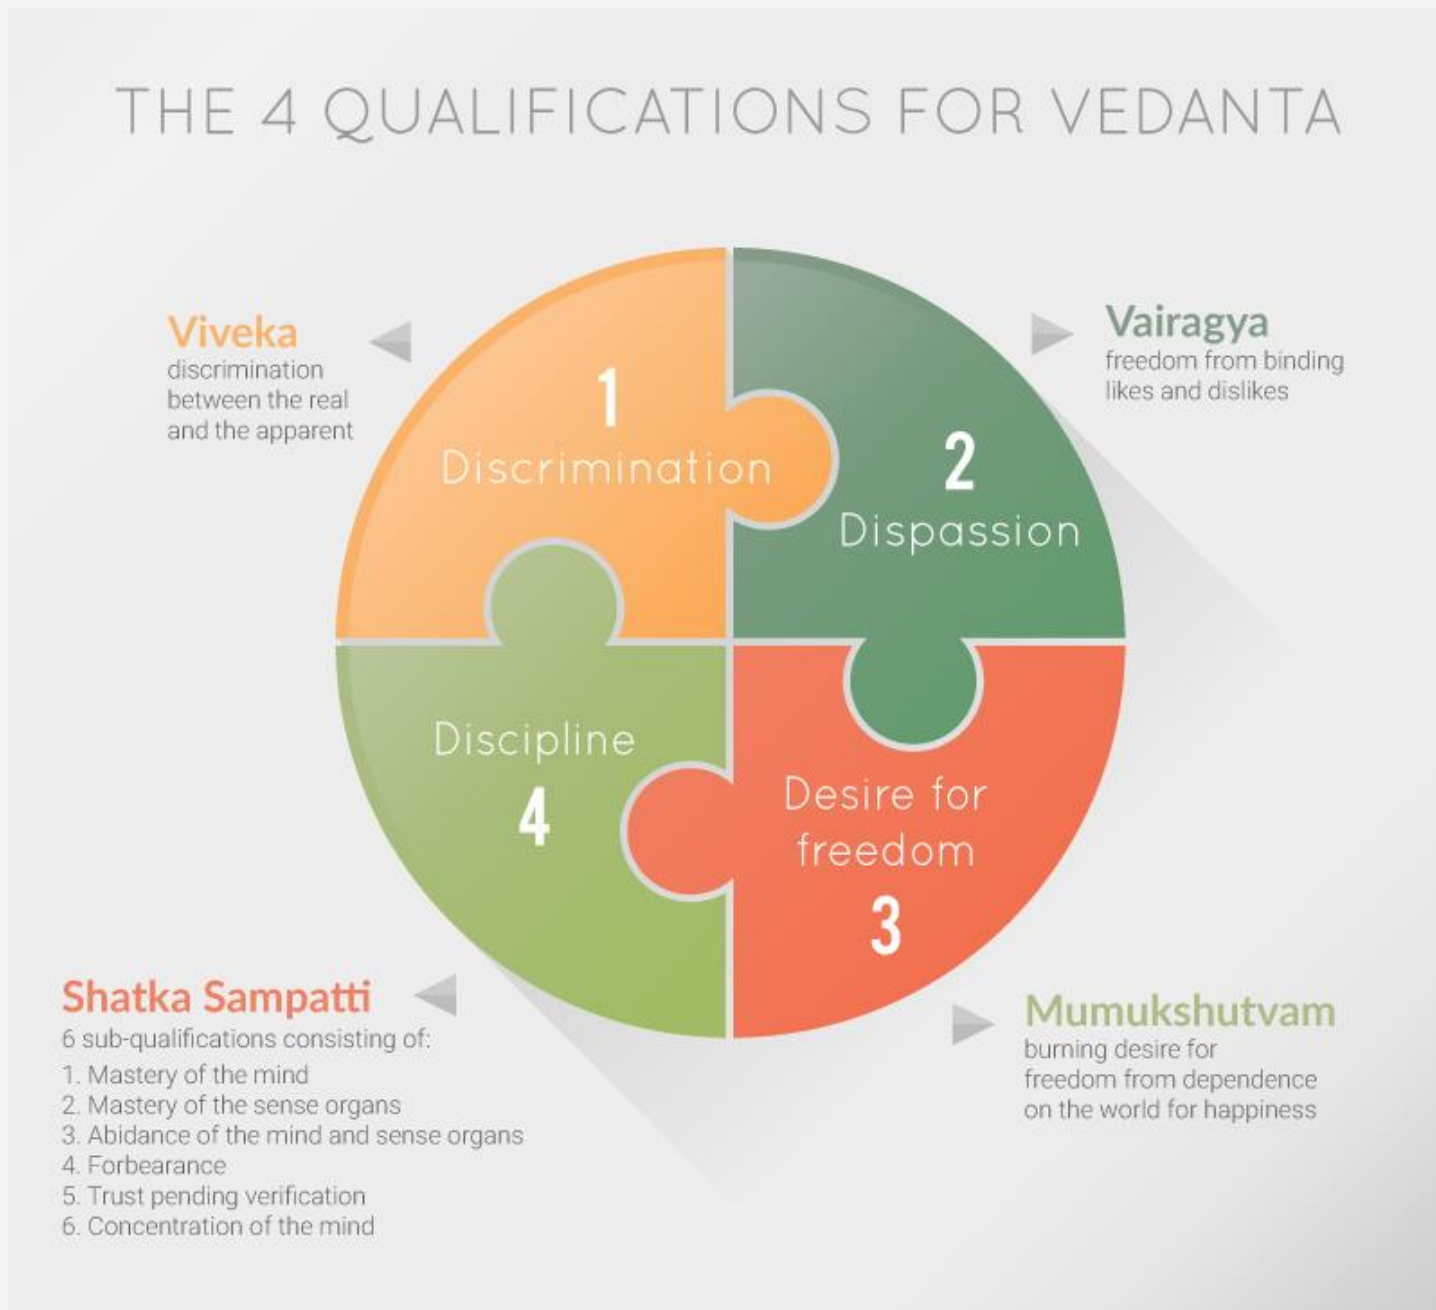 THE 4 QUALIFICATIONS FOR VEDANTA
Viveka
discrimination
between the real
and the apparent
1
Discrimination
Vairagya
freedom from binding
likes and dislikes
2
Dispassion
Discipline
4
Desire for
freedom
3
Shatka Sampatti
6 sub-qualifications consisting of:
1. Mastery of the mind
2. Mastery of the sense organs
3. Abidance of the mind and sense organs
4. Forbearance
5. Trust pending verification
6. Concentration of the mind
Mumukshutvam
burning desire for
freedom from dependence
on the world for happiness